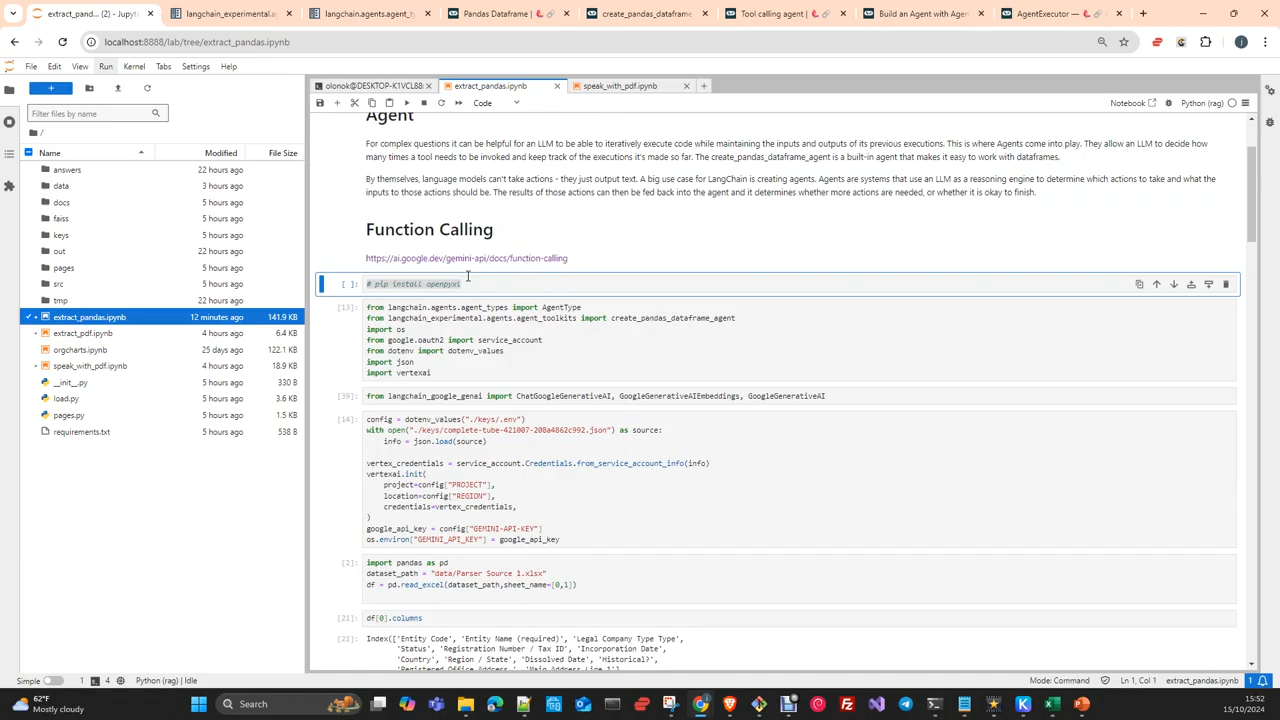 extract_pand... (2) - Jupyt
langchain_experimental.a
langchain.agents.agent_t
Pandas Dataframe |
create_pandas_dataframe
Tool calling agent |
Build an Agent with Agen
AgentExecutor —
localhost:8888/lab/tree/extract_pandas.ipynb
File
Edit
View
Run
Kernel
Tabs
Settings
Help
olonok@DESKTOP-K1VCL88:
extract_pandas.ipynb
speak_with_pdf.ipynb
Code
Notebook
Python (rag)
Filter files by name
/
Name
Modified
File Size
answers
22 hours ago
data
3 hours ago
docs
5 hours ago
faiss
5 hours ago
keys
5 hours ago
out
22 hours ago
pages
5 hours ago
src
5 hours ago
tmp
22 hours ago
extract_pandas.ipynb
12 minutes ago
141.9 KB
extract_pdf.ipynb
4 hours ago
6.4 KB
orgcharts.ipynb
25 days ago
122.1 KB
speak_with_pdf.ipynb
4 hours ago
18.9 KB
__init__.py
5 hours ago
330 B
load.py
5 hours ago
3.6 KB
pages.py
5 hours ago
1.5 KB
requirements.txt
5 hours ago
538 B
Agent
For complex questions it can be helpful for an LLM to be able to iteratively execute code while maintaining the inputs and outputs of its previous executions. This is where Agents come into play. They allow an LLM to decide how
many times a tool needs to be invoked and keep track of the executions it's made so far. The create_pandas_dataframe_agent is a built-in agent that makes it easy to work with dataframes.
By themselves, language models can't take actions - they just output text. A big use case for LangChain is creating agents. Agents are systems that use an LLM as a reasoning engine to determine which actions to take and what the
inputs to those actions should be. The results of those actions can then be fed back into the agent and it determines whether more actions are needed, or whether it is okay to finish.
Function Calling
https://ai.google.dev/gemini-api/docs/function-calling
[ ]:
# pip install openpyxl
[13]:
from langchain.agents.agent_types import AgentType
from langchain_experimental.agents.agent_toolkits import create_pandas_dataframe_agent
import os
from google.oauth2 import service_account
from dotenv import dotenv_values
import json
import vertexai
[39]:
from langchain_google_genai import ChatGoogleGenerativeAI, GoogleGenerativeAIEmbeddings, GoogleGenerativeAI
[14]:
config = dotenv_values("./keys/.env")
with open("./keys/complete-tube-421007-208a4862c992.json") as source:
info = json.load(source)
vertex_credentials = service_account.Credentials.from_service_account_info(info)
vertexai.init(
project=config["PROJECT"],
location=config["REGION"],
credentials=vertex_credentials,
)
google_api_key = config["GEMINI-API-KEY"]
os.environ["GEMINI_API_KEY"] = google_api_key
[2]:
import pandas as pd
dataset_path = "data/Parser Source 1.xlsx"
df = pd.read_excel(dataset_path,sheet_name=[0,1])
[21]:
df[0].columns
[21]:
Index(['Entity Code', 'Entity Name (required)', 'Legal Company Type Type',
'Status', 'Registration Number / Tax ID', 'Incorporation Date',
'Country', 'Region / State', 'Dissolved Date', 'Historical?',
'Registered Office Address', 'Main Address Line 1',
Simple
1
4
Python (rag) | Idle
Mode: Command
Ln 1, Col 1
extract_pandas.ipynb
1
62°F
Mostly cloudy
Search
15:52
15/10/2024